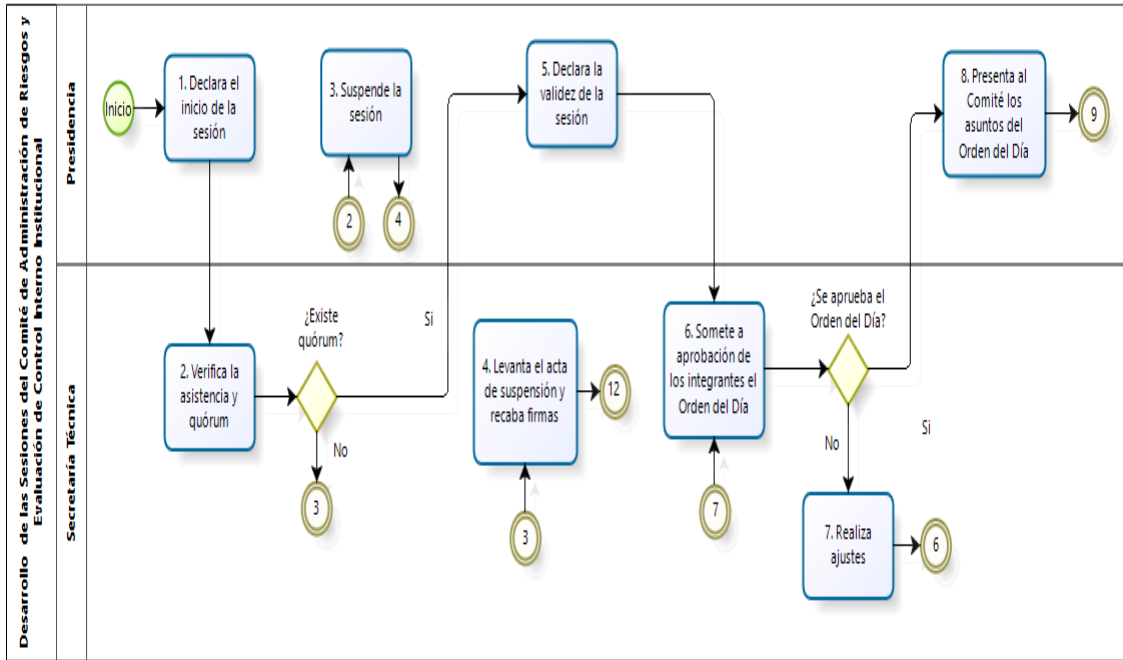 Desarrollo de las Sesiones del Comité de Administración de Riesgos y
Evaluación de Control Interno Institucional
Presidencia
Inicio
1. Declara el
inicio de la
sesión
3. Suspende la
sesión
2
4
5. Declara la
validez de la
sesión
8. Presenta al
Comité los
asuntos del
Orden del Día
9
Secretaría Técnica
2. Verifica la
asistencia y
quórum
¿Existe
quórum?
Si
No
3
4. Levanta el acta
de suspensión y
recaba firmas
12
3
6. Somete a
aprobación de
los integrantes el
Orden del Día
7
¿Se aprueba el
Orden del Día?
Si
No
7. Realiza
ajustes
6